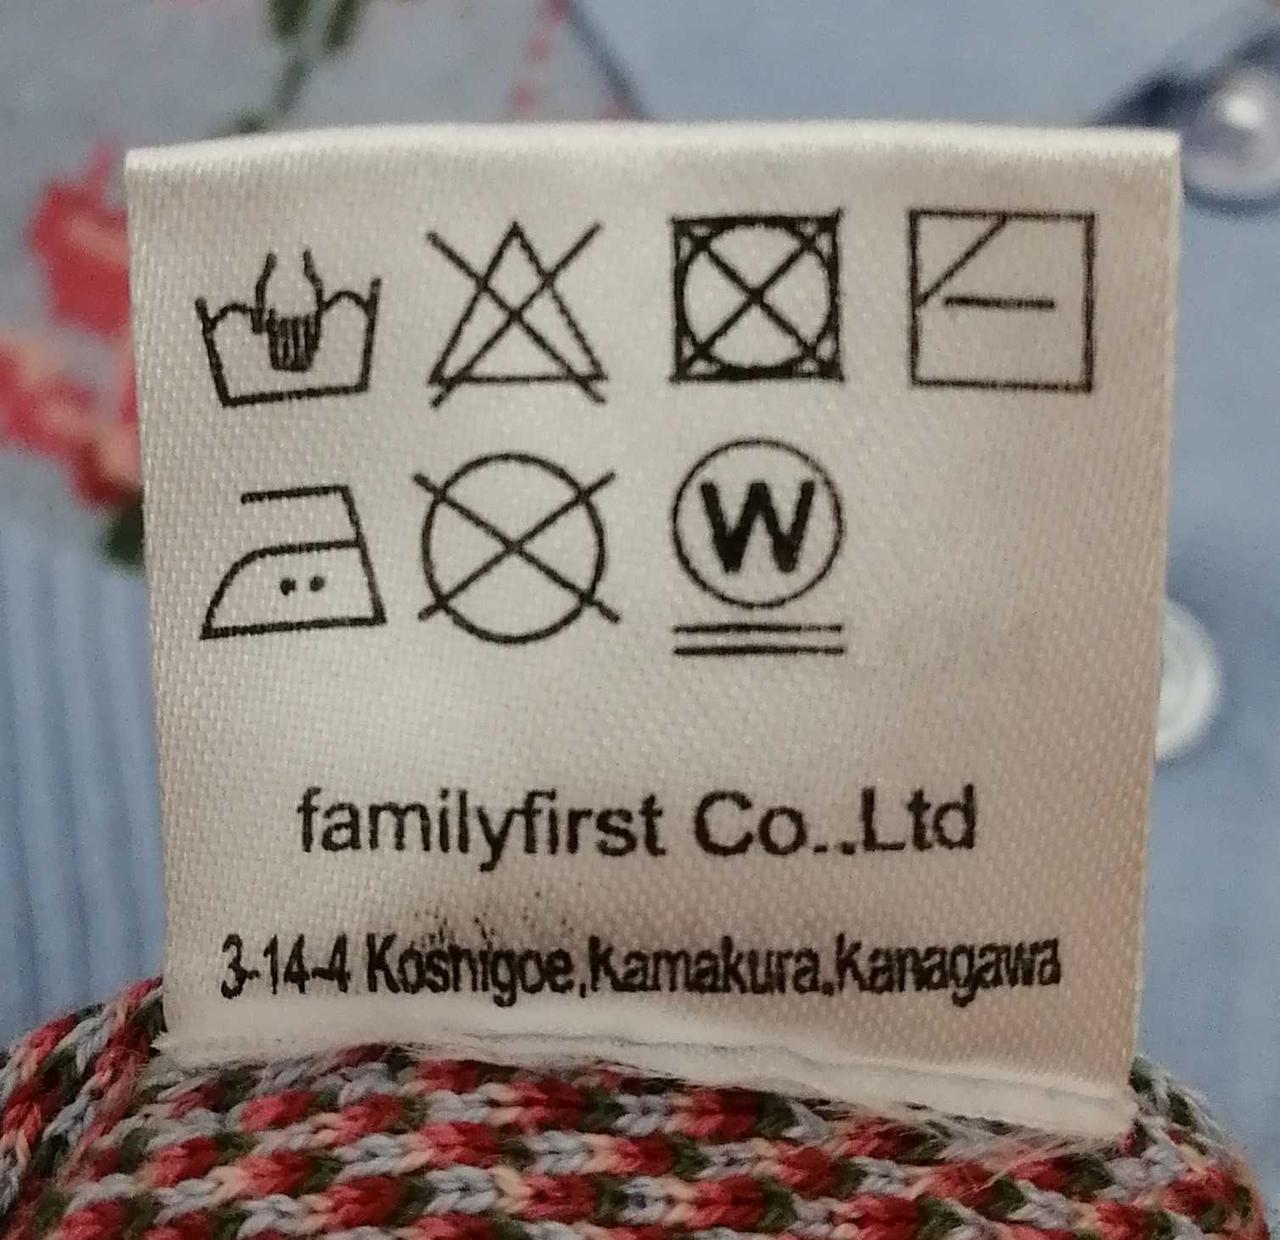 W
familyfirst Co..Ltd
3-14-4 Koshigoe,Kamakura.Kanagawa